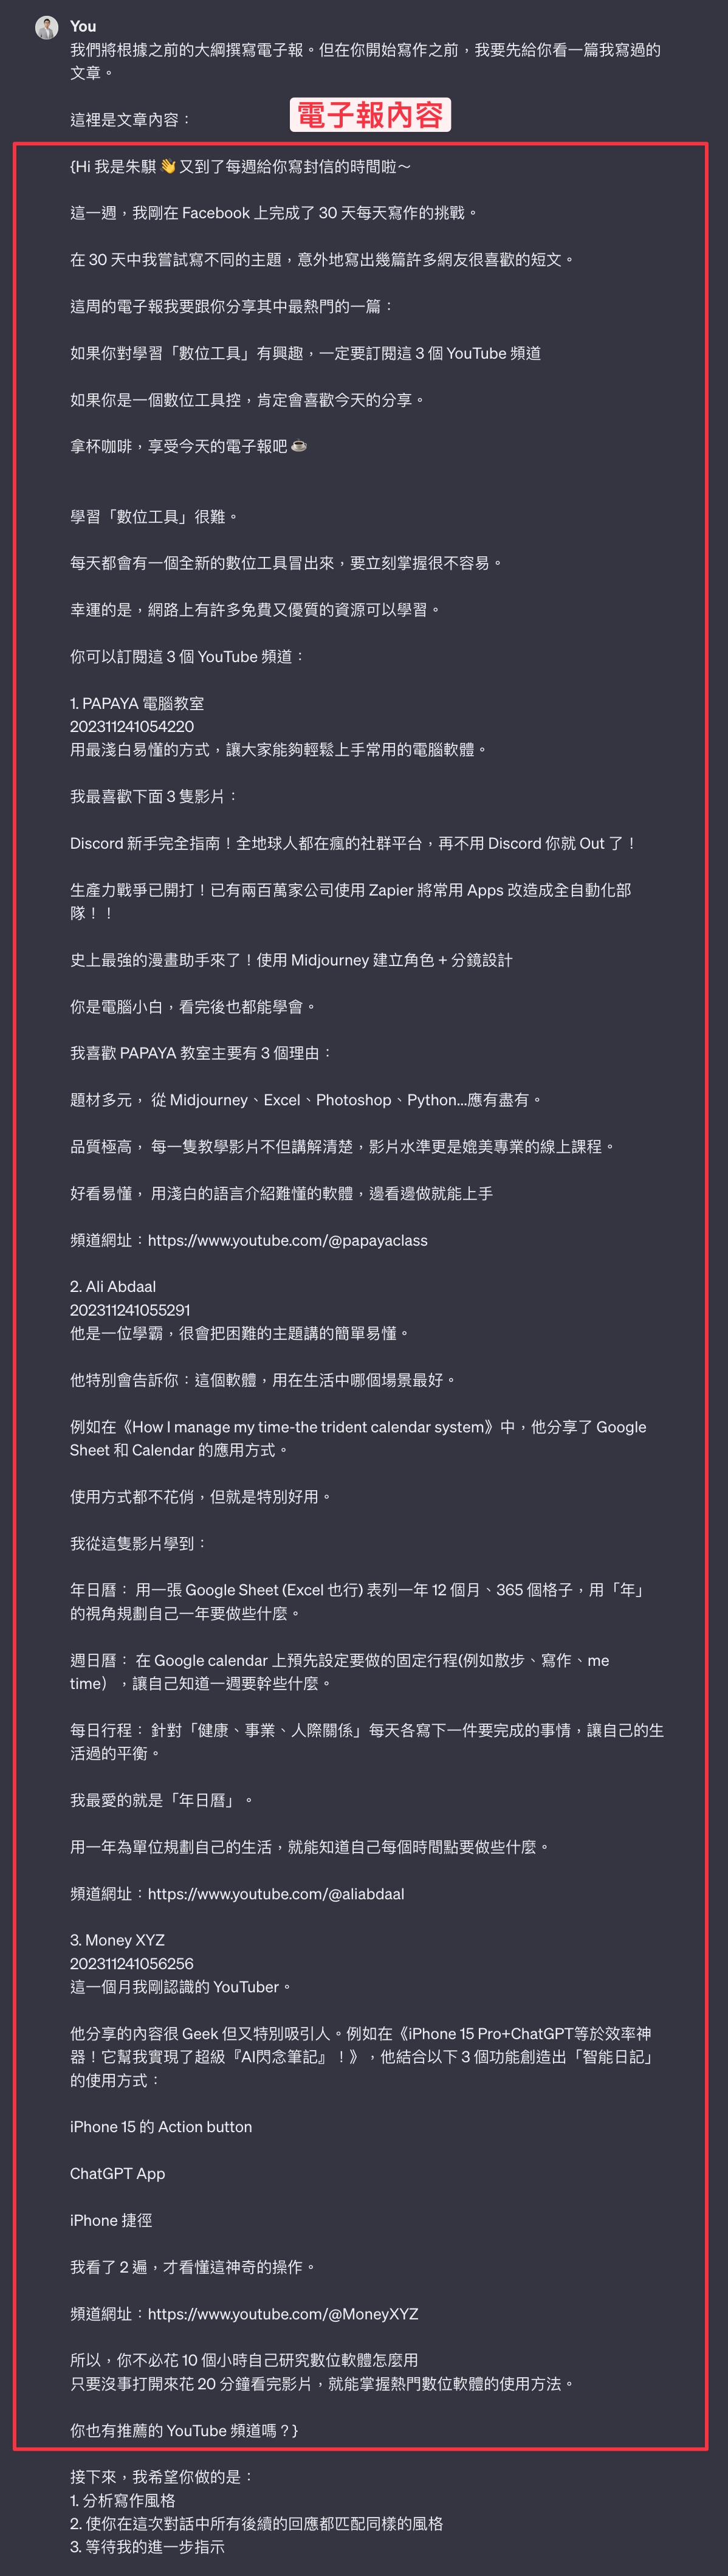 You
我們將根據之前的大綱撰寫電子報。但在你開始寫作之前，我要先給你看一篇我寫過的
文章。
這裡是文章內容：
電子報內容
{Hi 我是朱騏 👋 又到了每週給你寫封信的時間啦～
這一週，我剛在 Facebook 上完成了 30 天每天寫作的挑戰。
在 30 天中我嘗試寫不同的主題，意外地寫出幾篇許多網友很喜歡的短文。
這周的電子報我要跟你分享其中最熱門的一篇：
如果你對學習「數位工具」有興趣，一定要訂閱這 3 個 YouTube 頻道
如果你是一個數位工具控，肯定會喜歡今天的分享。
拿杯咖啡，享受今天的電子報吧 ☕
學習「數位工具」很難。
每天都會有一個全新的數位工具冒出來，要立刻掌握很不容易。
幸運的是，網路上有許多免費又優質的資源可以學習。
你可以訂閱這 3 個 YouTube 頻道：
1. PAPAYA 電腦教室
202311241054220
用最淺白易懂的方式，讓大家能夠輕鬆上手常用的電腦軟體。
我最喜歡下面 3 隻影片：
Discord 新手完全指南！全地球人都在瘋的社群平台，再不用 Discord 你就 Out 了！
生產力戰爭已開打！已有兩百萬家公司使用 Zapier 將常用 Apps 改造成全自動化部
隊！！
史上最強的漫畫助手來了！使用 Midjourney 建立角色 + 分鏡設計
你是電腦小白，看完後也都能學會。
我喜歡 PAPAYA 教室主要有 3 個理由：
題材多元， 從 Midjourney、Excel、Photoshop、Python...應有盡有。
品質極高， 每一隻教學影片不但講解清楚，影片水準更是媲美專業的線上課程。
好看易懂， 用淺白的語言介紹難懂的軟體，邊看邊做就能上手
頻道網址：https://www.youtube.com/@papayaclass
2. Ali Abdaal
202311241055291
他是一位學霸，很會把困難的主題講的簡單易懂。
他特別會告訴你：這個軟體，用在生活中哪個場景最好。
例如在《How I manage my time-the trident calendar system》中，他分享了 Google
Sheet 和 Calendar 的應用方式。
使用方式都不花俏，但就是特別好用。
我從這隻影片學到：
年日曆： 用一張 Google Sheet (Excel 也行) 表列一年 12 個月、365 個格子，用「年」
的視角規劃自己一年要做些什麼。
週日曆： 在 Google calendar 上預先設定要做的固定行程(例如散步、寫作、me
time），讓自己知道一週要幹些什麼。
每日行程： 針對「健康、事業、人際關係」每天各寫下一件要完成的事情，讓自己的生
活過的平衡。
我最愛的就是「年日曆」。
用一年為單位規劃自己的生活，就能知道自己每個時間點要做些什麼。
頻道網址：https://www.youtube.com/@aliabdaal
3. Money XYZ
202311241056256
這一個月我剛認識的 YouTuber。
他分享的內容很 Geek 但又特別吸引人。例如在《iPhone 15 Pro+ChatGPT等於效率神
器！它幫我實現了超級『AI閃念筆記』！》，他結合以下 3 個功能創造出「智能日記」
的使用方式：
iPhone 15 的 Action button
ChatGPT App
iPhone 捷徑
我看了 2 遍，才看懂這神奇的操作。
頻道網址：https://www.youtube.com/@MoneyXYZ
所以，你不必花 10 個小時自己研究數位軟體怎麼用
只要沒事打開來花 20 分鐘看完影片，就能掌握熱門數位軟體的使用方法。
你也有推薦的 YouTube 頻道嗎？}
接下來，我希望你做的是：
1. 分析寫作風格
2. 使你在這次對話中所有後續的回應都匹配同樣的風格
3. 等待我的進一步指示